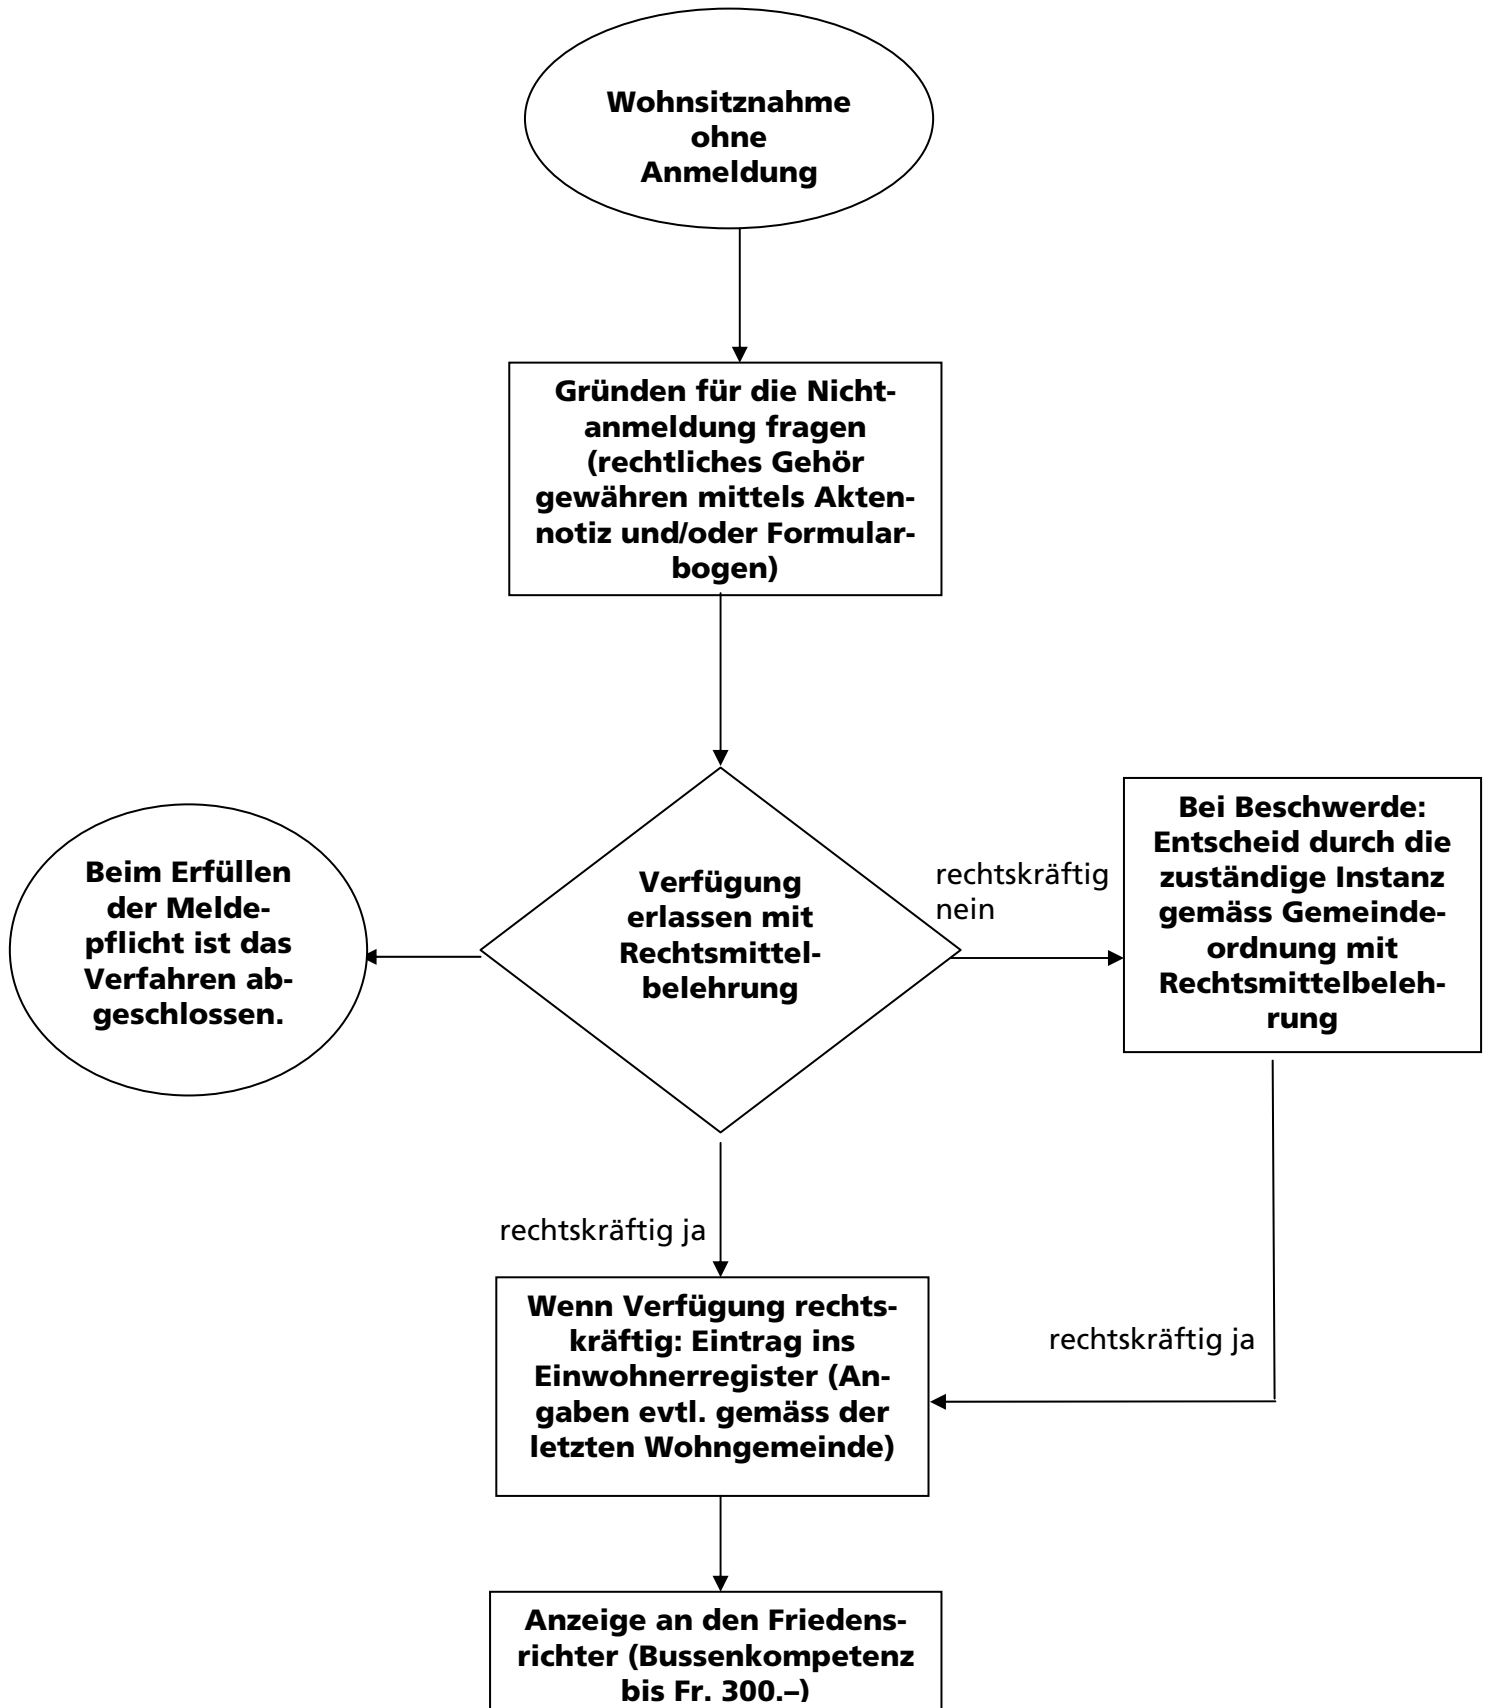 Wohnsitznahme
ohne
Anmeldung
Gründen für die Nicht-
anmeldung fragen
(rechtliches Gehör
gewähren mittels Akten-
notiz und/oder Formular-
bogen)
Beim Erfüllen
der Melde-
pflicht ist das
Verfahren ab-
geschlossen.
Verfügung
erlassen mit
Rechtsmittel-
belehrung
rechtskräftig
nein
Bei Beschwerde:
Entscheid durch die
zuständige Instanz
gemäss Gemeinde-
ordnung mit
Rechtsmittelbeleh-
rung
rechtskräftig ja
rechtskräftig ja
Wenn Verfügung rechts-
kräftig: Eintrag ins
Einwohnerregister (An-
gaben evtl. gemäss der
letzten Wohngemeinde)
Anzeige an den Friedens-
richter (Bussenkompetenz
bis Fr. 300.–)